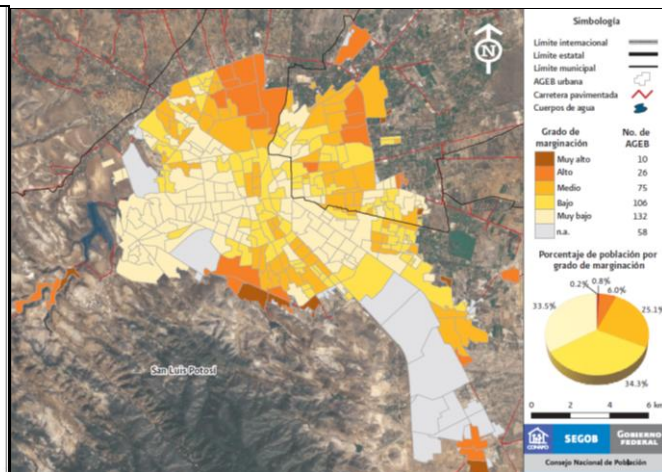 Simbología
Límite internacional
Límite estatal
Límite municipal
AGEB urbana
Carretera pavimentada
Cuerpos de agua
Grado de marginación No. de AGEB
Muy alto 10
Alto 26
Medio 75
Bajo 106
Muy bajo 132
n.a. 58
Porcentaje de población por
grado de marginación
0.2% 0.8%
6.0%
33.5%
25.1%
34.3%
0 2 4 6 km
CONAPO SEGOB GOBIERNO
FEDERAL
Consejo Nacional de Población
N
San Luis Potosí